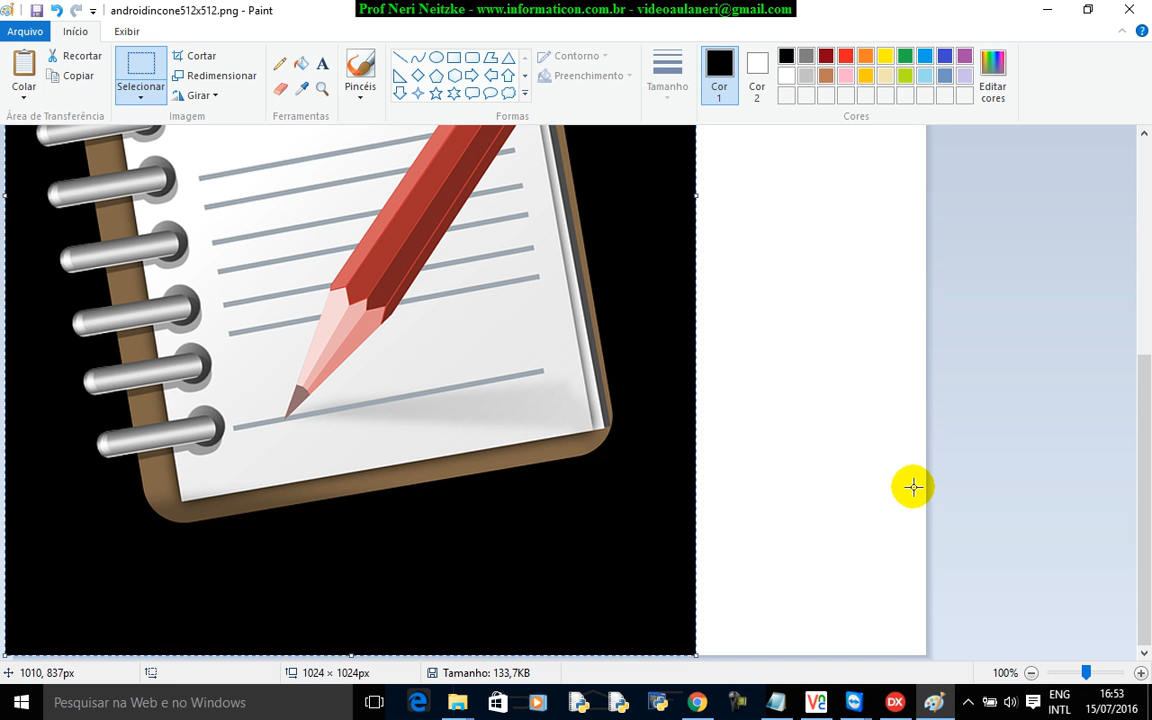 androidincone512x512.png - Paint
Prof Neri Neitzke - www.informaticon.com.br - videoaulaneri@gmail.com
Arquivo Início Exibir
Colar
Recortar
Copiar
Área de Transferência
Selecionar
Cortar
Redimensionar
Girar
Imagem
Ferramentas
Pincéis
Formas
Contorno
Preenchimento
Tamanho
Cor 1
Cor 2
Cores
Editar cores
1010, 837px
1024 × 1024px
Tamanho: 133,7KB
100%
Pesquisar na Web e no Windows
ENG
INTL
16:53
15/07/2016